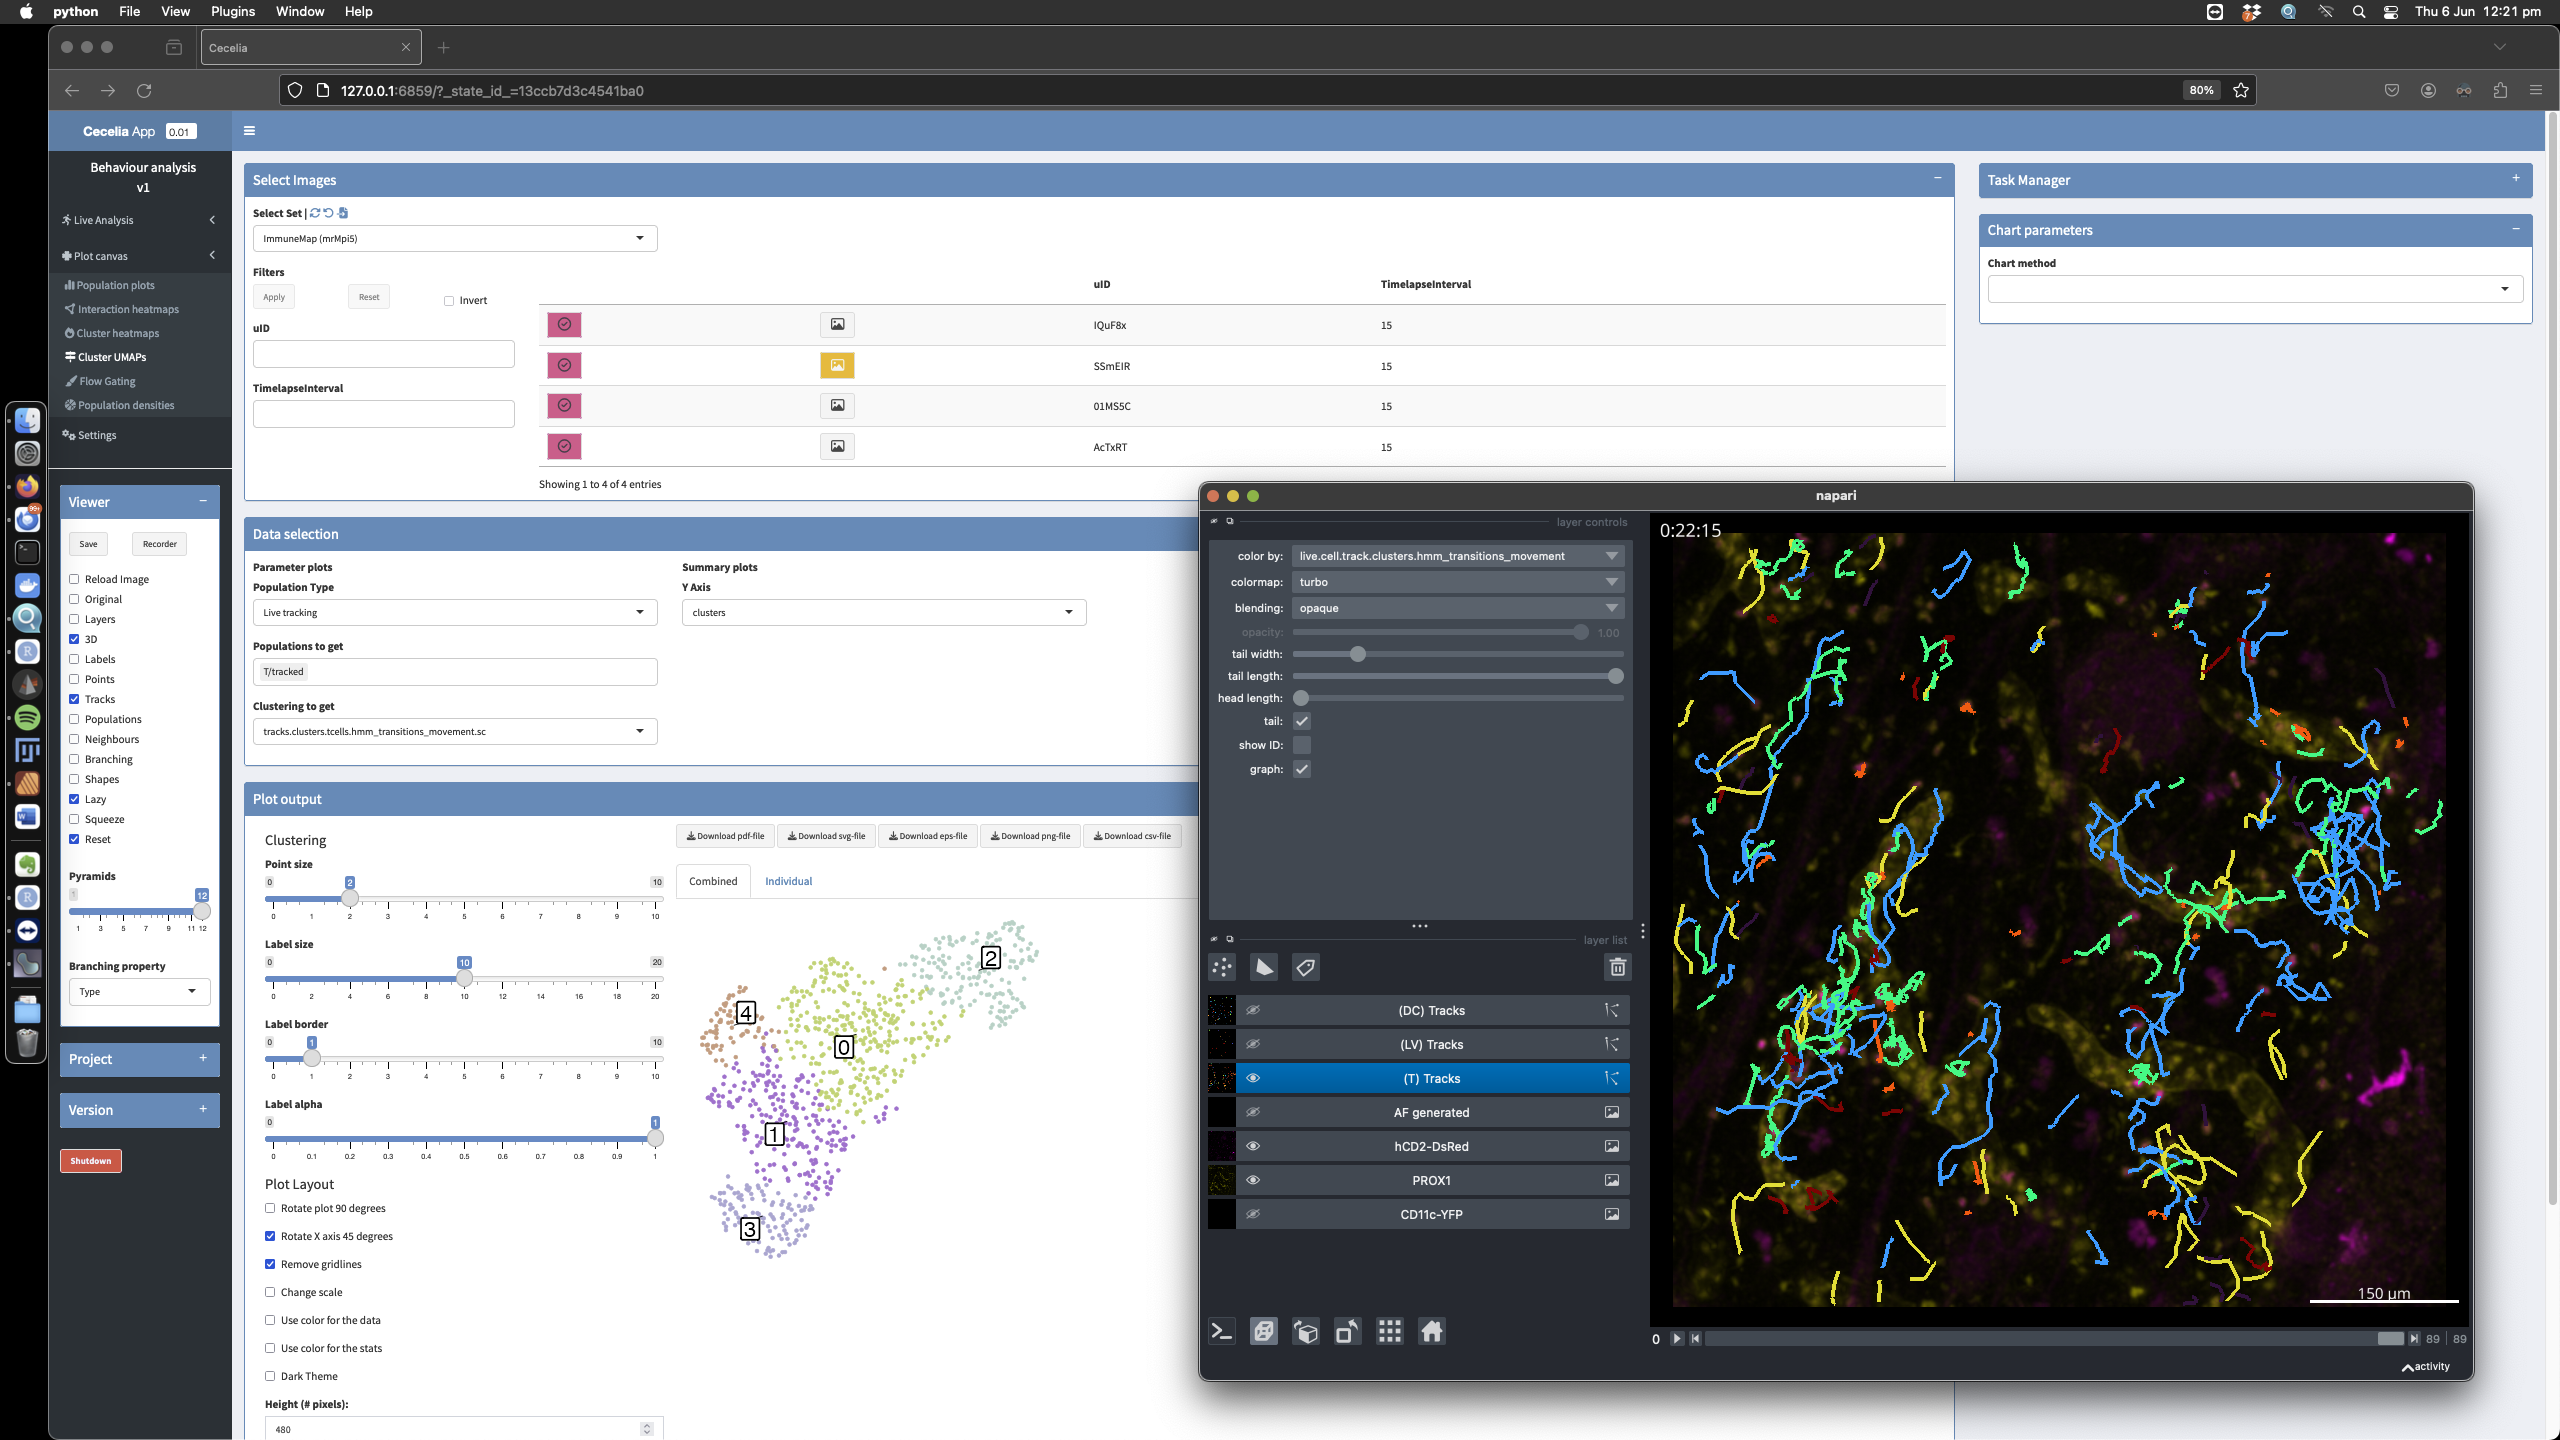 python File View Plugins Window Help
Thu 6 Jun 12:21 pm
Cecelia
127.0.0.1:6859/?_state_id_=13ccb7d3c4541ba0
80%
Cecelia App 0.01
Behaviour analysis
v1
Live Analysis
Plot canvas
Population plots
Interaction heatmaps
Cluster heatmaps
Cluster UMAPs
Flow Gating
Population densities
Settings
Viewer
Save Recorder
Reload Image
Original
Layers
3D
Labels
Points
Tracks
Populations
Neighbours
Branching
Shapes
Lazy
Squeeze
Reset
Pyramids
1 12
1 3 5 7 9 11 12
Branching property
Type
Project
Version
Shutdown
Select Images
Select Set |
ImmuneMap (mrMpi5)
Filters
Apply Reset Invert
uID
TimelapseInterval
uID TimelapseInterval
IQuF8x 15
SSmEIR 15
01MS5C 15
AcTxRT 15
Showing 1 to 4 of 4 entries
Task Manager
Chart parameters
Chart method
Data selection
Parameter plots
Population Type
Live tracking
Populations to get
T/tracked
Clustering to get
tracks.clusters.tcells.hmm_transitions_movement.sc
Summary plots
Y Axis
clusters
Plot output
Clustering
Point size
0 2 10
0 1 2 3 4 5 6 7 8 9 10
Label size
0 10 20
0 2 4 6 8 10 12 14 16 18 20
Label border
0 1 10
0 1 2 3 4 5 6 7 8 9 10
Label alpha
0 1
0 0.1 0.2 0.3 0.4 0.5 0.6 0.7 0.8 0.9 1
Plot Layout
Rotate plot 90 degrees
Rotate X axis 45 degrees
Remove gridlines
Change scale
Use color for the data
Use color for the stats
Dark Theme
Height (# pixels):
480
Download pdf-file Download svg-file Download eps-file Download png-file Download csv-file
Combined Individual
2
4
0
1
3
napari
layer controls
color by: live.cell.track.clusters.hmm_transitions_movement
colormap: turbo
blending: opaque
opacity: 1.00
tail width:
tail length:
head length:
tail:
show ID:
graph:
layer list
(DC) Tracks
(LV) Tracks
(T) Tracks
AF generated
hCD2-DsRed
PROX1
CD11c-YFP
0:22:15
150 µm
0 89 89
activity